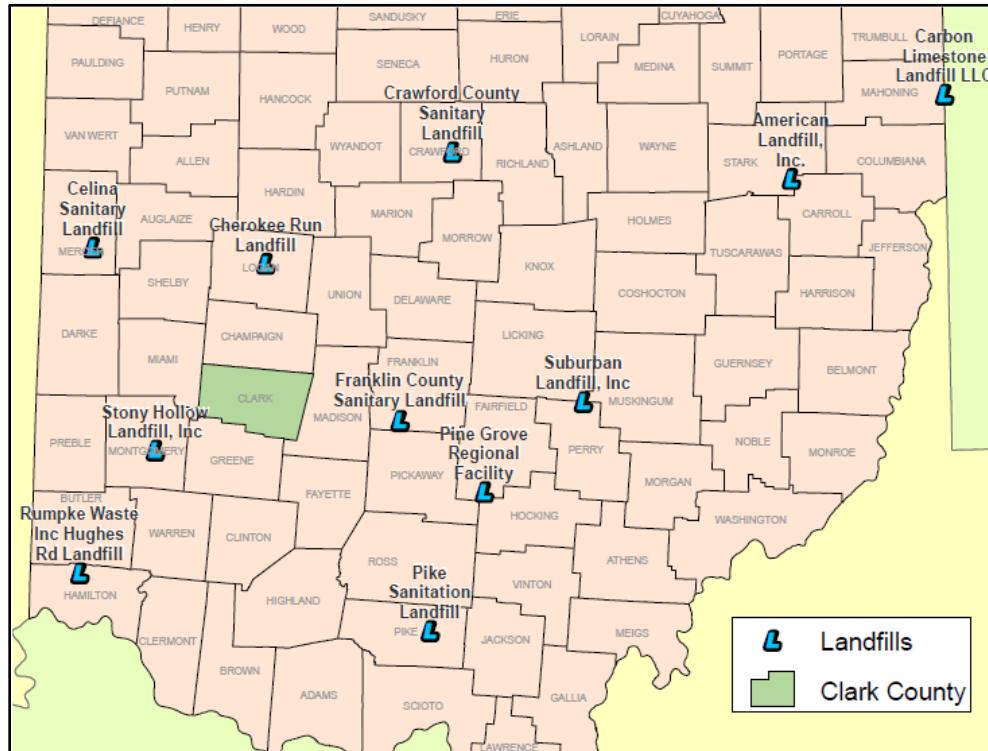 DEFIANCE
HENRY
WOOD
SANDUSKY
ERIE
LORAIN
CUYAHOGA
MEDINA
SUMMIT
PORTAGE
TRUMBULL
Carbon
Limestone
Landfill LLC
MAHONING
PAULDING
PUTNAM
HANCOCK
SENECA
HURON
Crawford County
Sanitary
Landfill
CRAWFORD
VAN WERT
ALLEN
WYANDOT
RICHLAND
ASHLAND
WAYNE
STARK
American
Landfill,
Inc.
COLUMBIANA
Celina
Sanitary
Landfill
MERCER
AUGLAIZE
HARDIN
MARION
MORROW
HOLMES
CARROLL
JEFFERSON
Cherokee Run
Landfill
LOGAN
SHELBY
UNION
DELAWARE
KNOX
COSHOCTON
TUSCARAWAS
HARRISON
DARKE
MIAMI
CHAMPAIGN
LICKING
GUERNSEY
BELMONT
CLARK
MADISON
FRANKLIN
Franklin County
Sanitary Landfill
Suburban
Landfill, Inc
MUSKINGUM
FAIRFIELD
PERRY
NOBLE
MONROE
Stony Hollow
Landfill, Inc
MONTGOMERY
PREBLE
GREENE
PICKAWAY
Pine Grove
Regional
Facility
MORGAN
WASHINGTON
BUTLER
Rumpke Waste
Inc Hughes
Rd Landfill
HAMILTON
WARREN
CLINTON
FAYETTE
ROSS
HOCKING
ATHENS
VINTON
HIGHLAND
Pike
Sanitation
Landfill
PIKE
CLERMONT
BROWN
ADAMS
SCIOTO
JACKSON
MEIGS
GALLIA
LAWRENCE
Landfills
Clark County